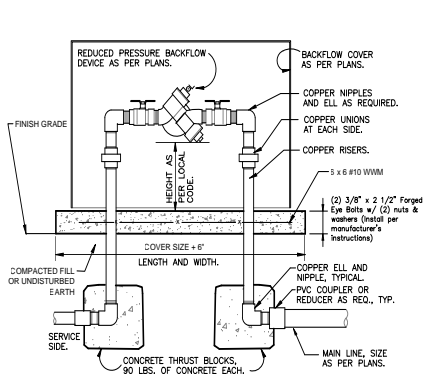 REDUCED PRESSURE BACKFLOW
DEVICE AS PER PLANS.
BACKFLOW COVER
AS PER PLANS.
COPPER NIPPLES
AND ELL AS REQUIRED.
COPPER UNIONS
AT EACH SIDE.
FINISH GRADE
COPPER RISERS.
HEIGHT AS
PER LOCAL
CODE.
6 x 6 #10 WWM
(2) 3/8" x 2 1/2" Forged
Eye Bolts w/ (2) nuts &
washers (Install per
manufacturer's
instructions)
COVER SIZE + 6"
LENGTH AND WIDTH.
COMPACTED FILL
OR UNDISTURBED
EARTH
COPPER ELL AND
NIPPLE, TYPICAL.
PVC COUPLER OR
REDUCER AS REQ., TYP.
SERVICE
SIDE.
CONCRETE THRUST BLOCKS,
90 LBS. OF CONCRETE EACH.
MAIN LINE, SIZE
AS PER PLANS.